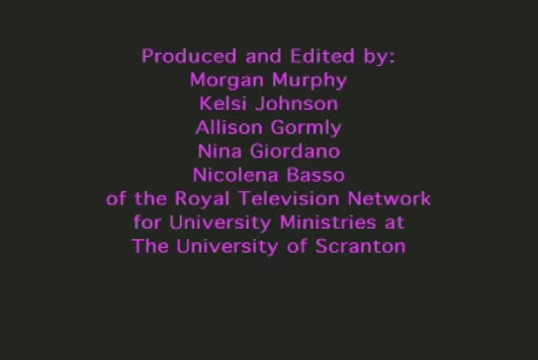 Produced and Edited by:
Morgan Murphy
Kelsi Johnson
Allison Gormly
Nina Giordano
Nicolena Basso
of the Royal Television Network
for University Ministries at
The University of Scranton